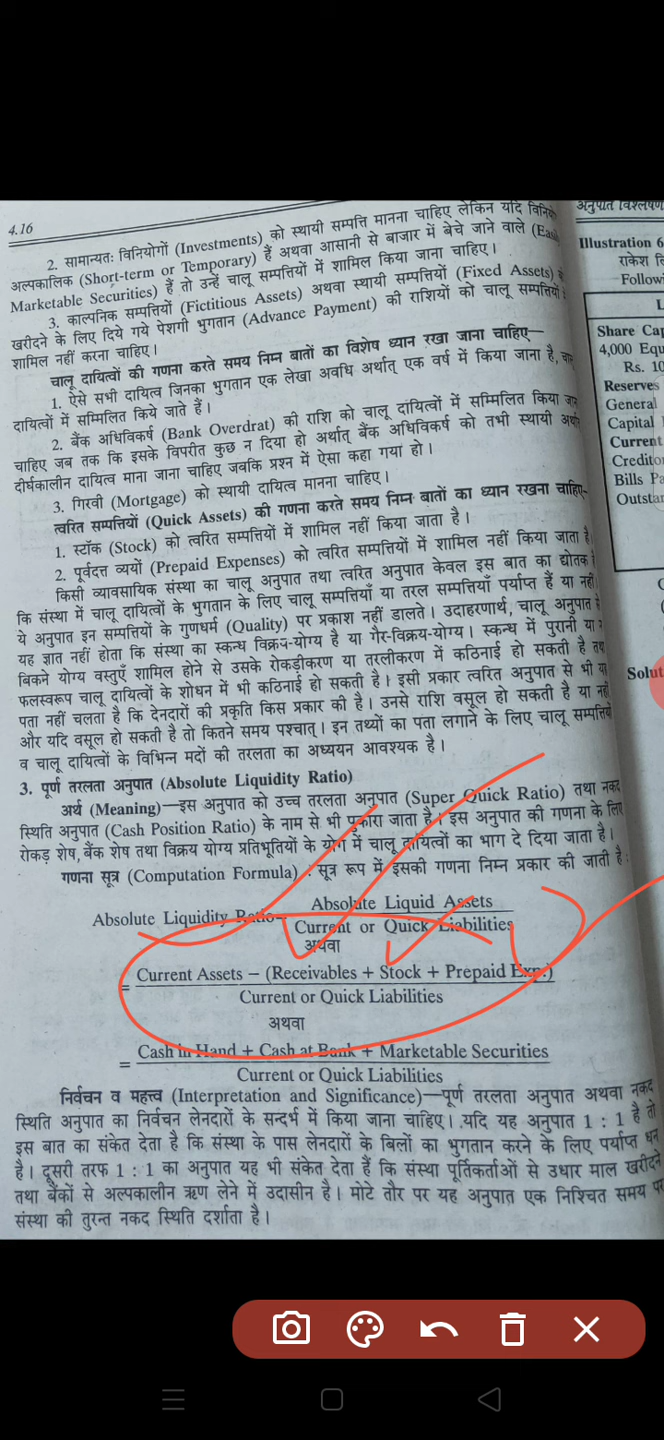 4.16
2. सामान्यतः विनियोगों (Investments) को स्थायी सम्पत्ति मानना चाहिए लेकिन यदि
अल्पकालिक (Short-term or Temporary) हैं अथवा आसानी से बाजार में बेचे जाने वाले
Marketable Securities) हैं तो उन्हें चालू सम्पत्तियों में शामिल किया जाना चाहिए।
3. काल्पनिक सम्पत्तियों (Fictitious Assets) अथवा स्थायी सम्पत्तियों (Fixed Assets)
खरीदने के लिए दिये गये पेशगी भुगतान (Advance Payment) की राशियों को चालू सम्पत्तियों
शामिल नहीं करना चाहिए।
चालू दायित्वों की गणना करते समय निम्न बातों का विशेष ध्यान रखा जाना चाहिए—
1. ऐसे सभी दायित्व जिनका भुगतान एक लेखा अवधि अर्थात् एक वर्ष में किया जाना है,
दायित्वों में सम्मिलित किये जाते हैं।
2. बैंक अधिविकर्ष (Bank Overdrat) की राशि को चालू दायित्वों में सम्मिलित किया
चाहिए जब तक कि इसके विपरीत कुछ न दिया हो अर्थात् बैंक अधिविकर्ष को तभी स्थायी
दीर्घकालीन दायित्व माना जाना चाहिए जबकि प्रश्न में ऐसा कहा गया हो।
3. गिरवी (Mortgage) को स्थायी दायित्व मानना चाहिए।
त्वरित सम्पत्तियों (Quick Assets) की गणना करते समय निम्न बातों का ध्यान रखना चाहिए—
1. स्टॉक (Stock) को त्वरित सम्पत्तियों में शामिल नहीं किया जाता है।
2. पूर्वदत्त व्ययों (Prepaid Expenses) को त्वरित सम्पत्तियों में शामिल नहीं किया जाता है।
किसी व्यावसायिक संस्था का चालू अनुपात तथा त्वरित अनुपात केवल इस बात का द्योतक
कि संस्था में चालू दायित्वों के भुगतान के लिए चालू सम्पत्तियाँ या तरल सम्पत्तियाँ पर्याप्त हैं या नहीं
ये अनुपात इन सम्पत्तियों के गुणधर्म (Quality) पर प्रकाश नहीं डालते। उदाहरणार्थ, चालू अनुपात से
यह ज्ञात नहीं होता कि संस्था का स्कन्ध विक्रय-योग्य है या गैर-विक्रय-योग्य। स्कन्ध में पुरानी या
बिकने योग्य वस्तुएँ शामिल होने से उसके रोकड़ीकरण या तरलीकरण में कठिनाई हो सकती है
फलस्वरूप चालू दायित्वों के शोधन में भी कठिनाई हो सकती है। इसी प्रकार त्वरित अनुपात से भी
पता नहीं चलता है कि देनदारों की प्रकृति किस प्रकार की है। उनसे राशि वसूल हो सकती है या नहीं
और यदि वसूल हो सकती है तो कितने समय पश्चात्। इन तथ्यों का पता लगाने के लिए चालू सम्पत्तियों
व चालू दायित्वों के विभिन्न मदों की तरलता का अध्ययन आवश्यक है।
3. पूर्ण तरलता अनुपात (Absolute Liquidity Ratio)
अर्थ (Meaning)—इस अनुपात को उच्च तरलता अनुपात (Super Quick Ratio) तथा नकद
स्थिति अनुपात (Cash Position Ratio) के नाम से भी पुकारा जाता है। इस अनुपात की गणना के लिए
रोकड़ शेष, बैंक शेष तथा विक्रय योग्य प्रतिभूतियों के योग में चालू दायित्वों का भाग दे दिया जाता है।
गणना सूत्र (Computation Formula) : सूत्र रूप में इसकी गणना निम्न प्रकार की जाती है :
Absolute Liquid Assets
Absolute Liquidity Ratio=
Current or Quick Liabilities
अथवा
Current Assets – (Receivables + Stock + Prepaid Exp.)
=
Current or Quick Liabilities
अथवा
Cash in Hand + Cash at Bank + Marketable Securities
=
Current or Quick Liabilities
निर्वचन व महत्त्व (Interpretation and Significance)—पूर्ण तरलता अनुपात अथवा नकद
स्थिति अनुपात का निर्वचन लेनदारों के सन्दर्भ में किया जाना चाहिए। यदि यह अनुपात 1 : 1 है तो
इस बात का संकेत देता है कि संस्था के पास लेनदारों के बिलों का भुगतान करने के लिए पर्याप्त धन
है। दूसरी तरफ 1 : 1 का अनुपात यह भी संकेत देता हैं कि संस्था पूर्तिकर्ताओं से उधार माल खरीदने
तथा बैंकों से अल्पकालीन ऋण लेने में उदासीन है। मोटे तौर पर यह अनुपात एक निश्चित समय पर
संस्था की तुरन्त नकद स्थिति दर्शाता है।
अनुपात विश्लेषण
Illustration 6
राकेश
Follow
Share Cap
4,000 Equ
Rs. 10
Reserves
General
Capital
Current
Credito
Bills Pa
Outstan
Solut